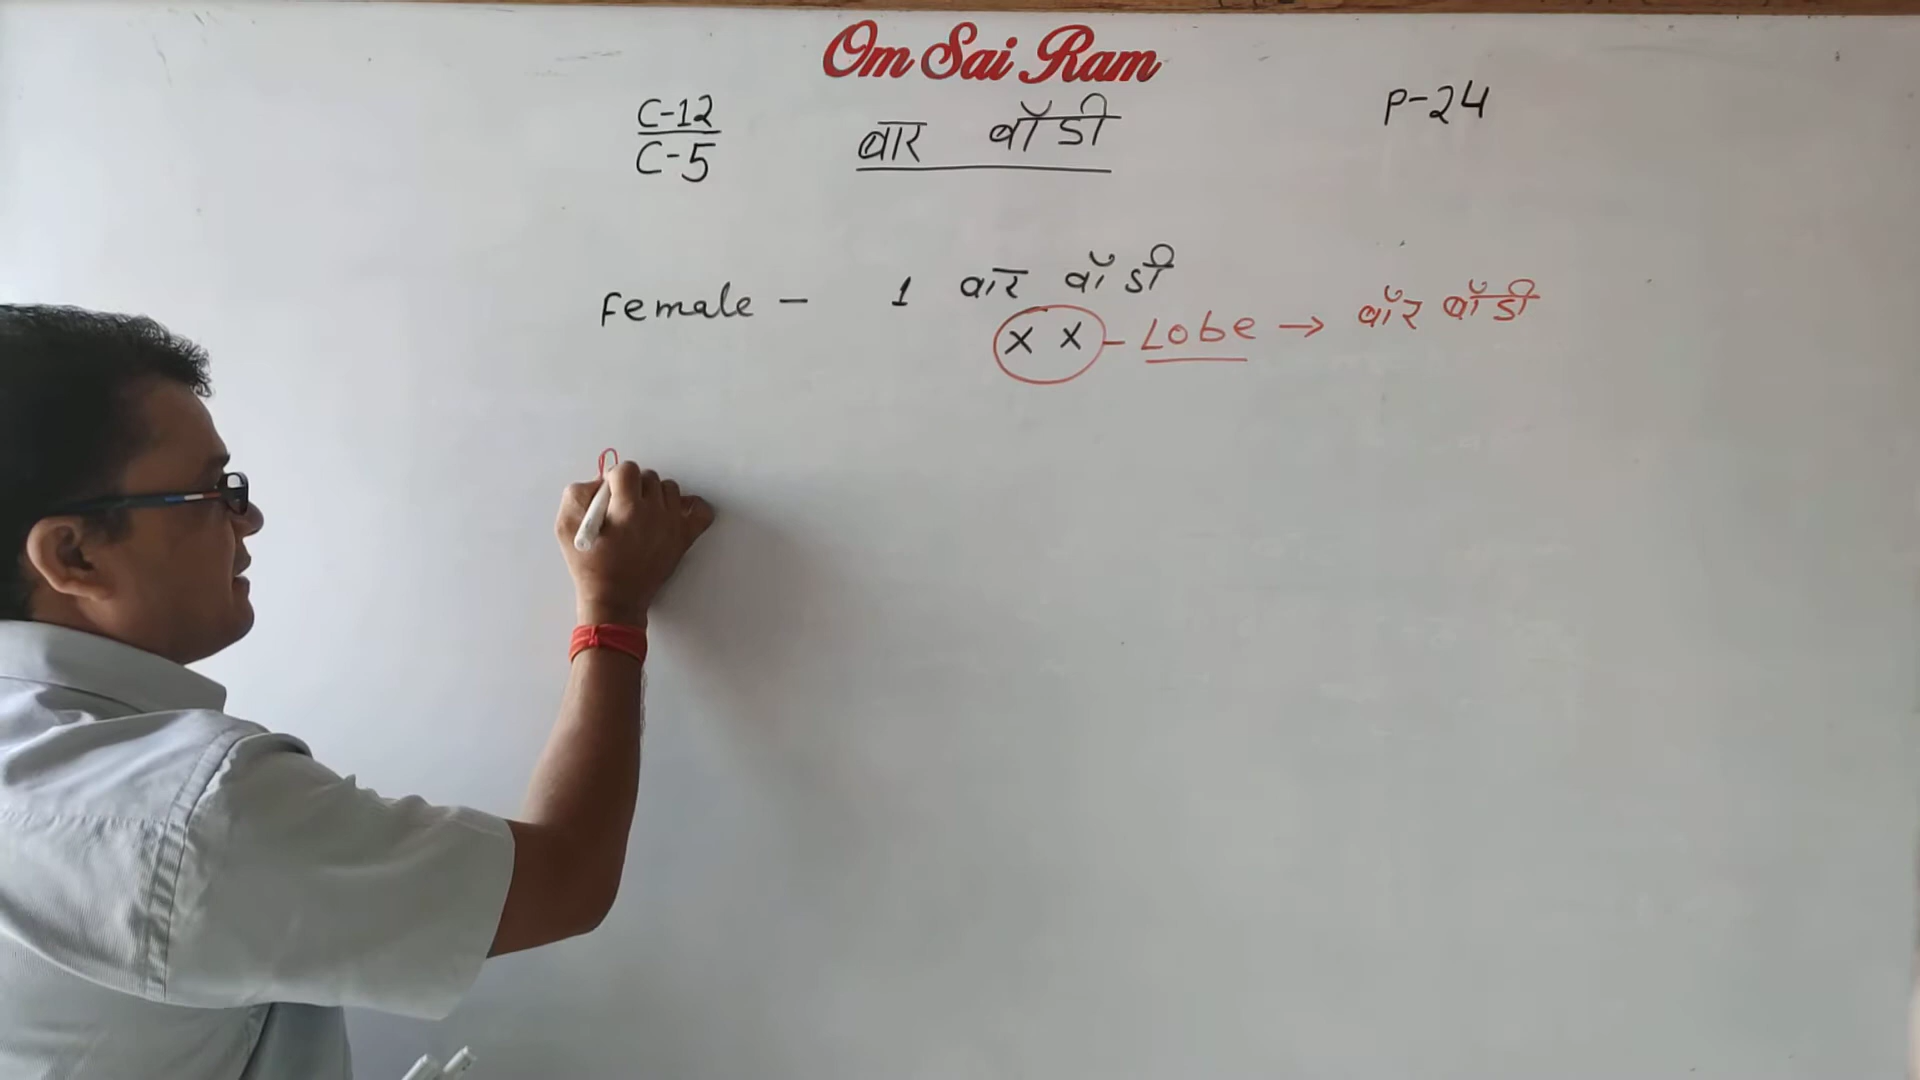 Om Sai Ram
C-12
C-5
बार बॉडी
P-24
Female - 1 बार बॉडी
X X - Lobe → बॉर बॉडी